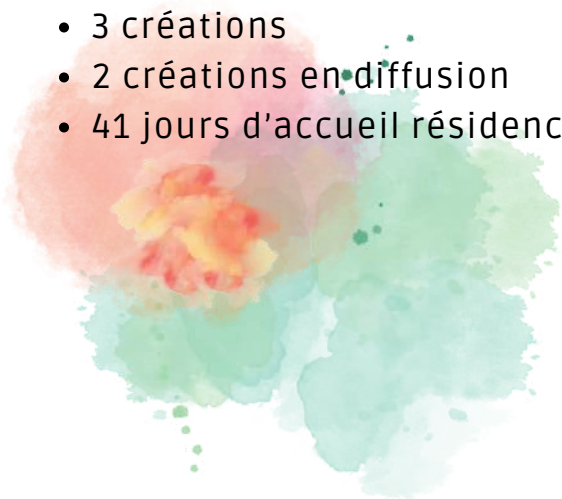 • 3 créations
• 2 créations en diffusion
• 41 jours d'accueil résidenc